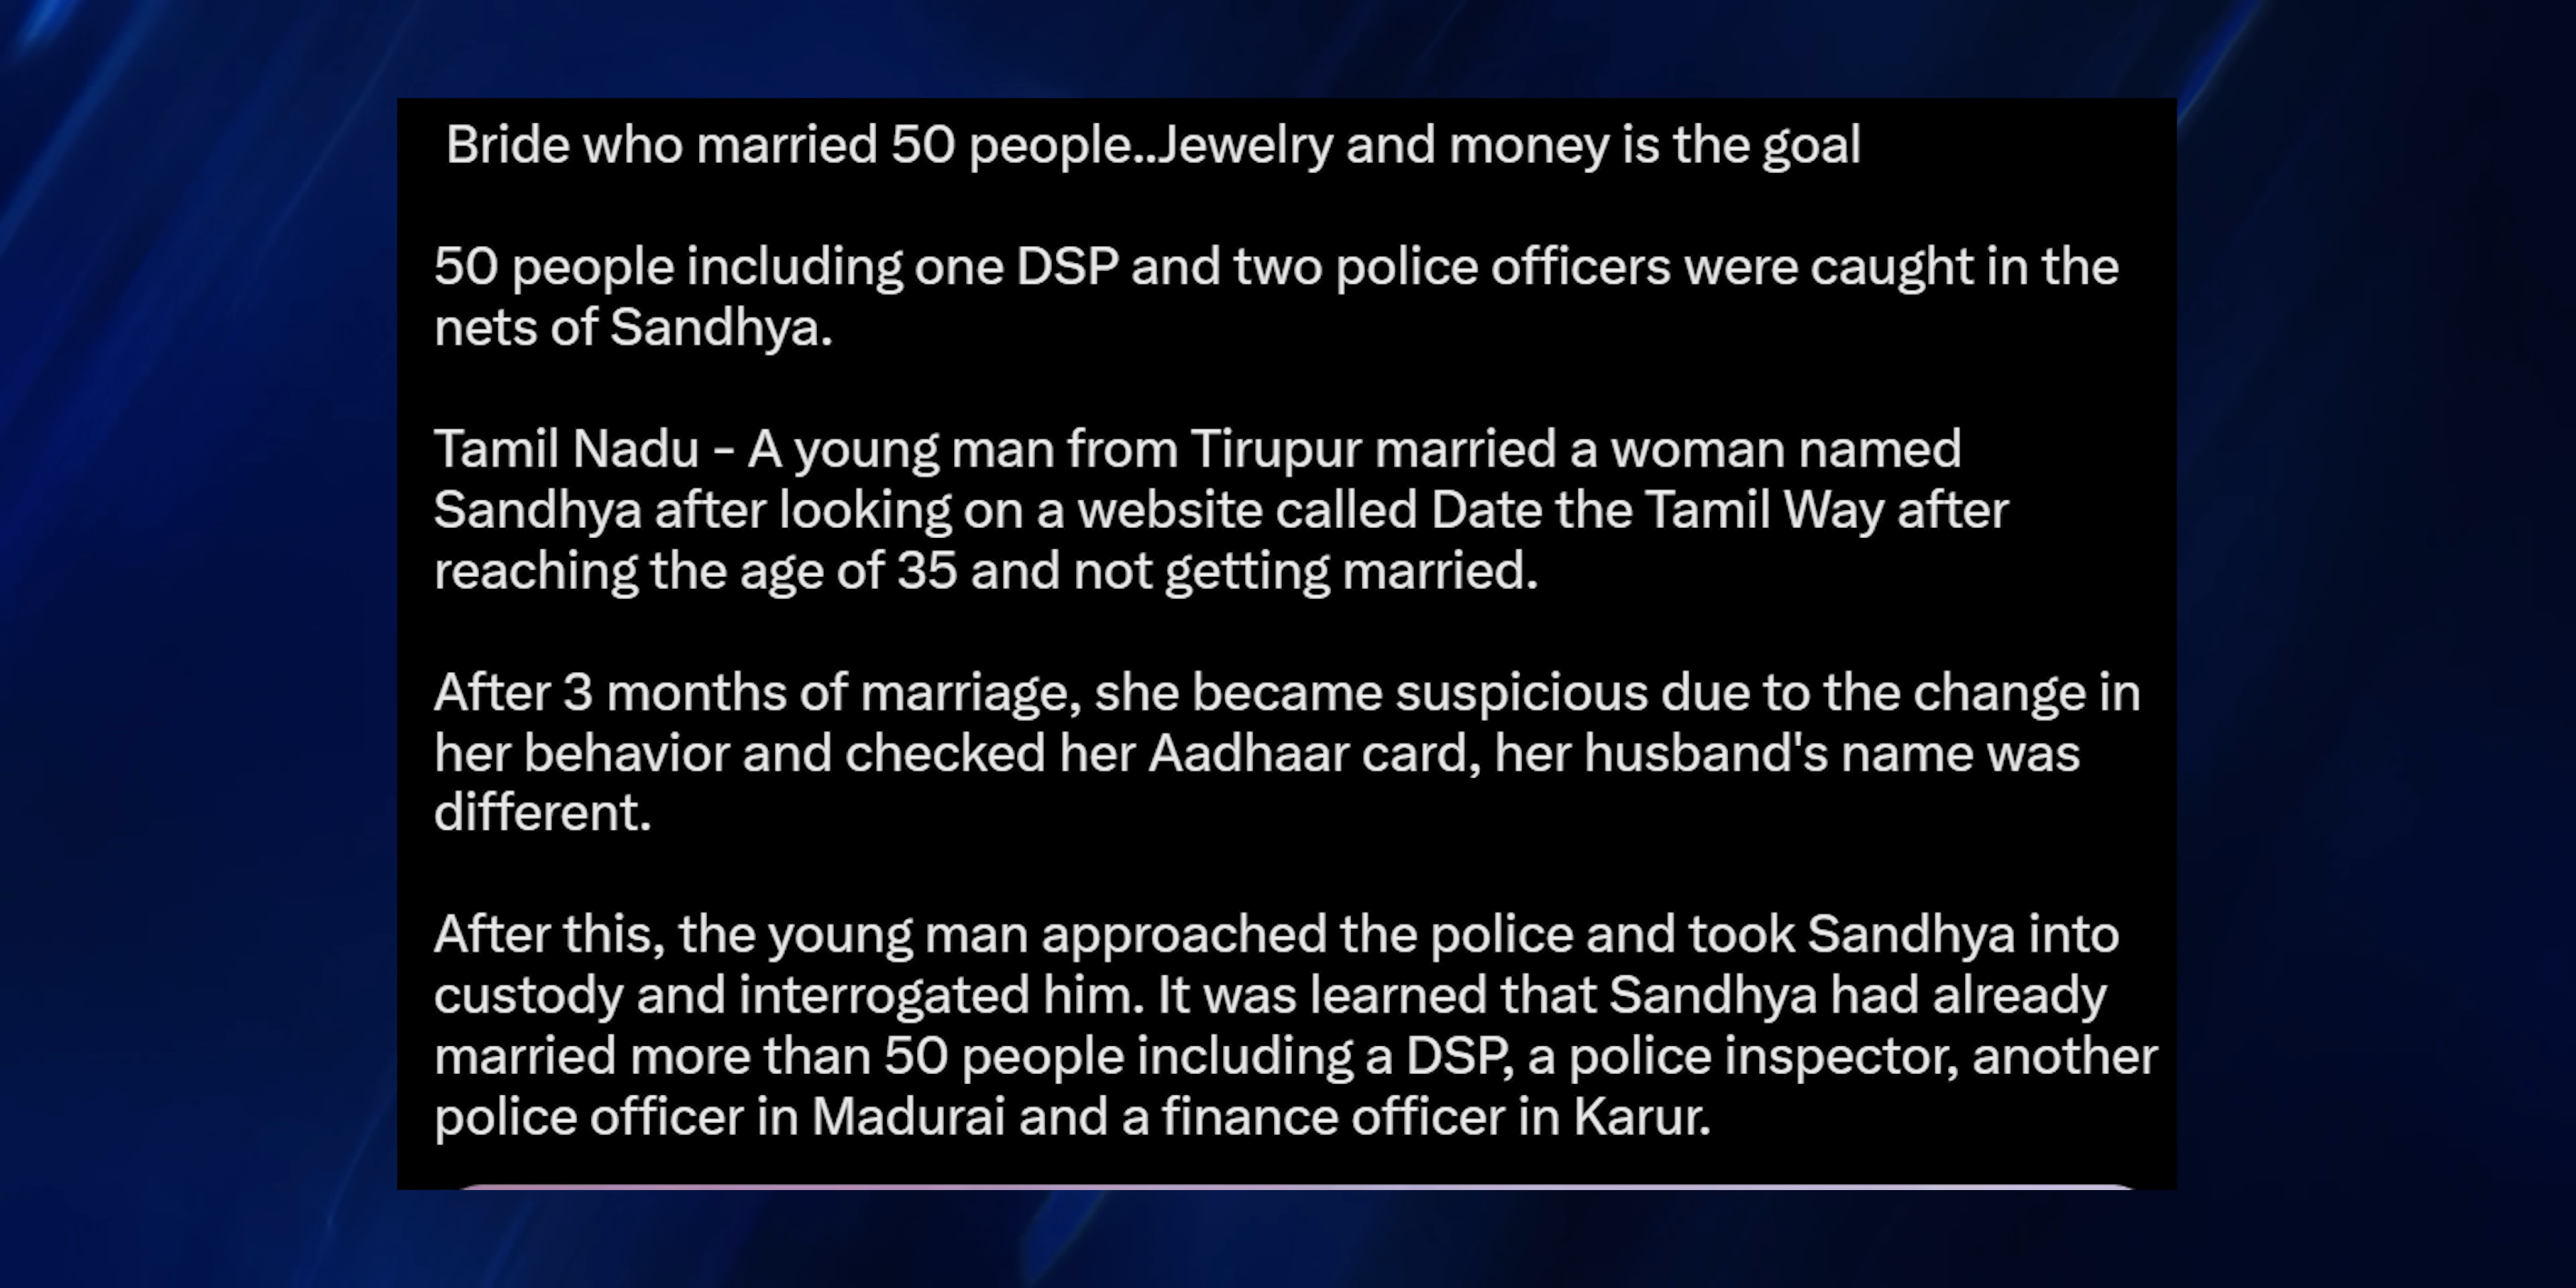 Bride who married 50 people..Jewelry and money is the goal
50 people including one DSP and two police officers were caught in the
nets of Sandhya.
Tamil Nadu - A young man from Tirupur married a woman named
Sandhya after looking on a website called Date the Tamil Way after
reaching the age of 35 and not getting married.
After 3 months of marriage, she became suspicious due to the change in
her behavior and checked her Aadhaar card, her husband's name was
different.
After this, the young man approached the police and took Sandhya into
custody and interrogated him. It was learned that Sandhya had already
married more than 50 people including a DSP, a police inspector, another
police officer in Madurai and a finance officer in Karur.